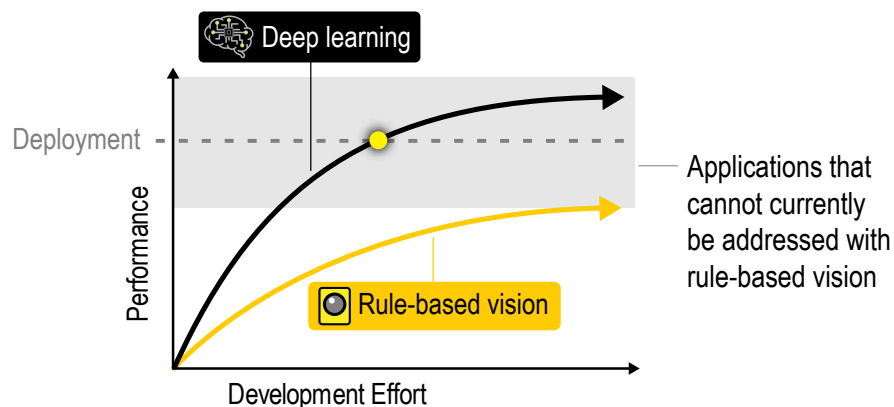 Deep learning
Deployment
Applications that
cannot currently
be addressed with
rule-based vision
Performance
Rule-based vision
Development Effort